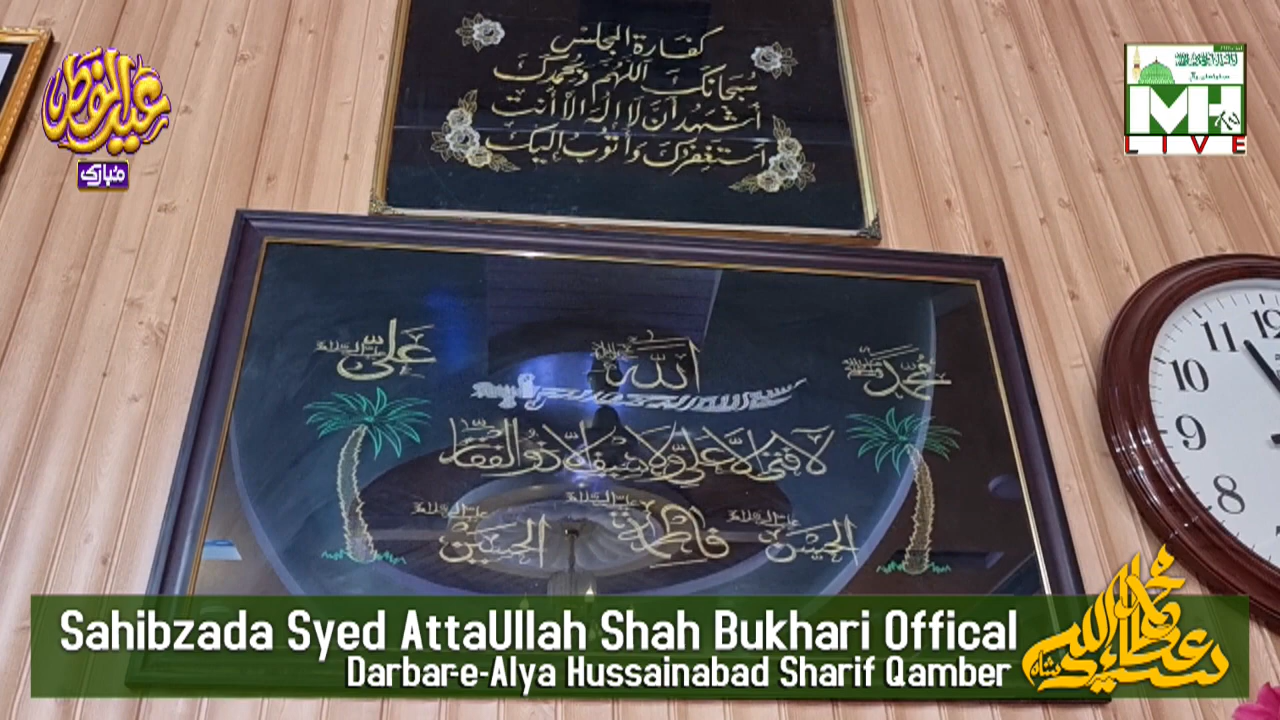 كفارة المجلس
سبحانك اللهم وبحمدك
أشهد أن لا إله إلا أنت
أستغفرك وأتوب إليك
عيد الفطر
مبارک
MH
LIVE
علي
الله
محمد
لا فتى إلا علي ولا سيف إلا ذو الفقار
الحسن
فاطمة
الحسين
12
11
10
9
8
Sahibzada Syed AttaUllah Shah Bukhari Offical
Darbar-e-Alya Hussainabad Sharif Qamber